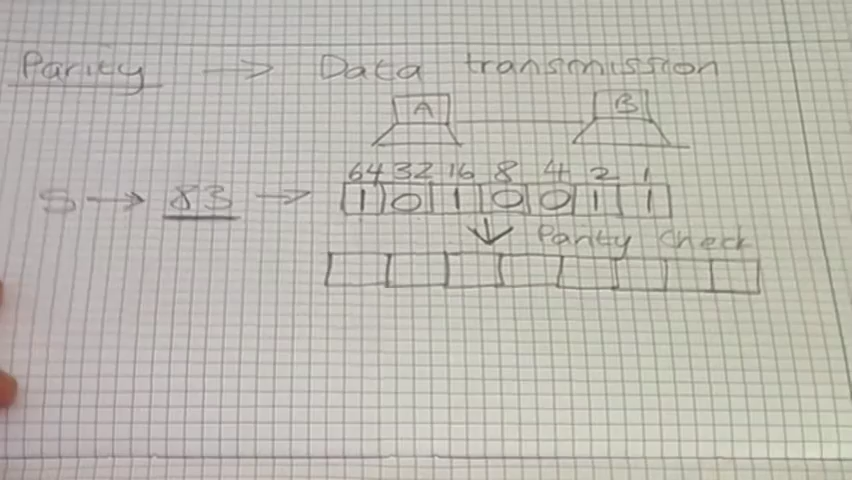 Parity → Data transmission
A B
64 32 16 8 4 2 1
S → 83 → 1 0 1 0 0 1 1
Parity check